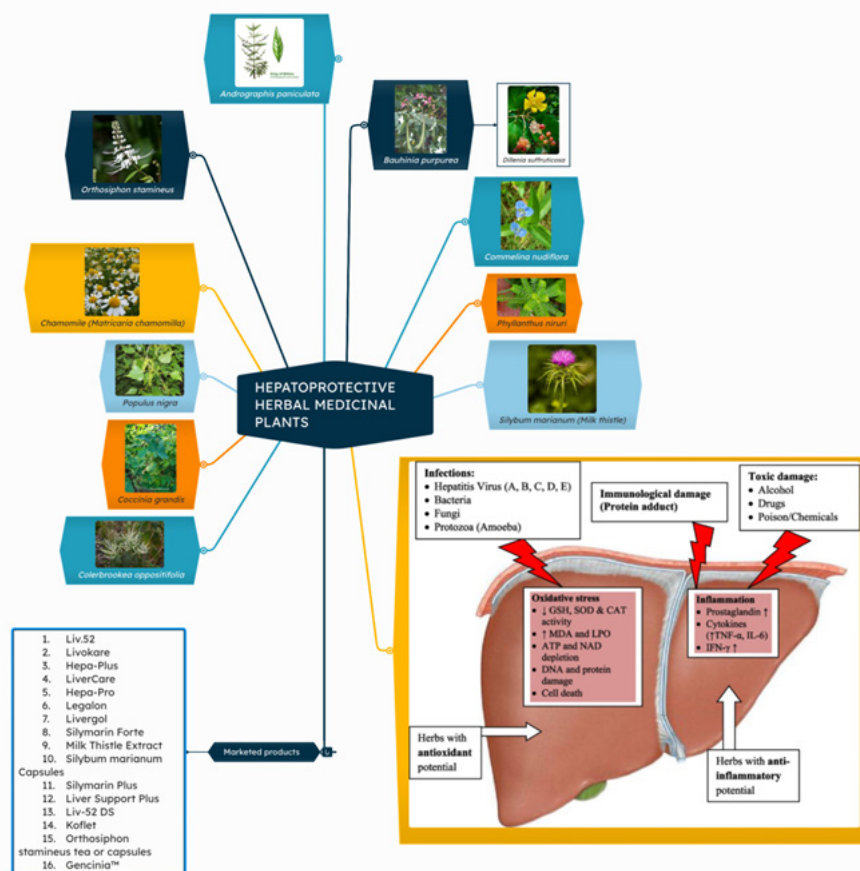 Andrographis paniculata
Bauhinia purpurea
Dillenia suffruticosa
Orthosiphon stamineus
Commelina nudiflora
Chamomile (Matricaria chamomilla)
Phyllanthus niruri
Populus nigra
HEPATOPROTECTIVE
HERBAL MEDICINAL
PLANTS
Silybum marianum (Milk thistle)
Coccinia grandis
Colerbrookea oppositifolia
Infections:
• Hepatitis Virus (A, B, C, D, E)
• Bacteria
• Fungi
• Protozoa (Amoeba)
Immunological damage
(Protein adduct)
Toxic damage:
• Alcohol
• Drugs
• Poison/Chemicals
Oxidative stress
• ↓ GSH, SOD & CAT
activity
• ↑ MDA and LPO
• ATP and NAD
depletion
• DNA and protein
damage
• Cell death
Inflammation
• Prostaglandin ↑
• Cytokines
(↑TNF-α, IL-6)
• IFN-γ ↑
Herbs with
antioxidant
potential
Herbs with anti-
inflammatory
potential
Marketed products
1. Liv.52
2. Livokare
3. Hepa-Plus
4. LiverCare
5. Hepa-Pro
6. Legalon
7. Livergol
8. Silymarin Forte
9. Milk Thistle Extract
10. Silybum marianum
Capsules
11. Silymarin Plus
12. Liver Support Plus
13. Liv-52 DS
14. Koflet
15. Orthosiphon
stamineus tea or capsules
16. Gencinia™